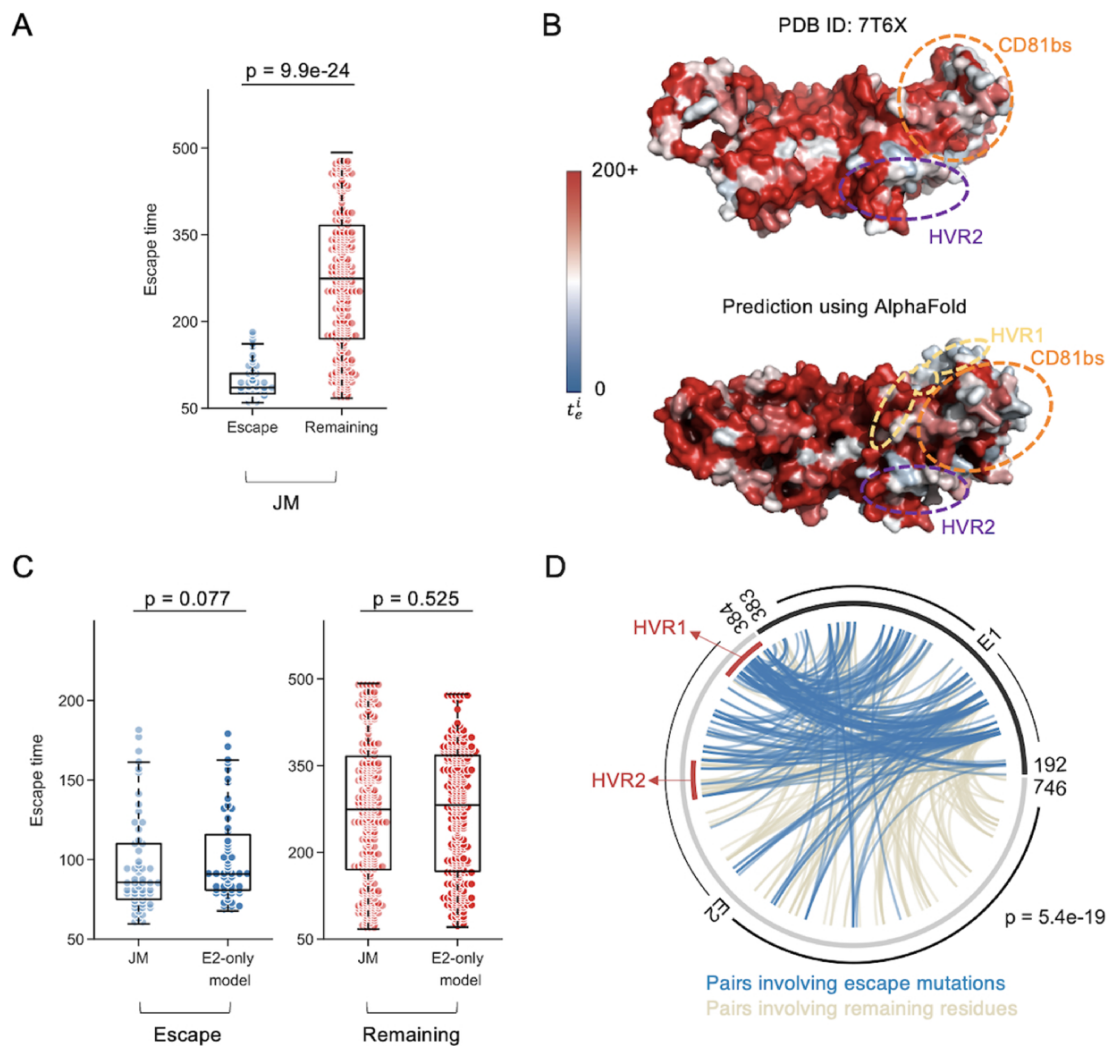 A
p = 9.9e-24
Escape time
500
350
200
50
Escape
Remaining
JM
B
PDB ID: 7T6X
CD81bs
HVR2
200+
0
t_e^i
Prediction using AlphaFold
HVR1
CD81bs
HVR2
C
p = 0.077
p = 0.525
Escape time
200
150
100
50
JM
E2-only
model
Escape
500
350
200
50
JM
E2-only
model
Remaining
D
384
383
HVR1
E1
192
746
HVR2
E2
p = 5.4e-19
Pairs involving escape mutations
Pairs involving remaining residues